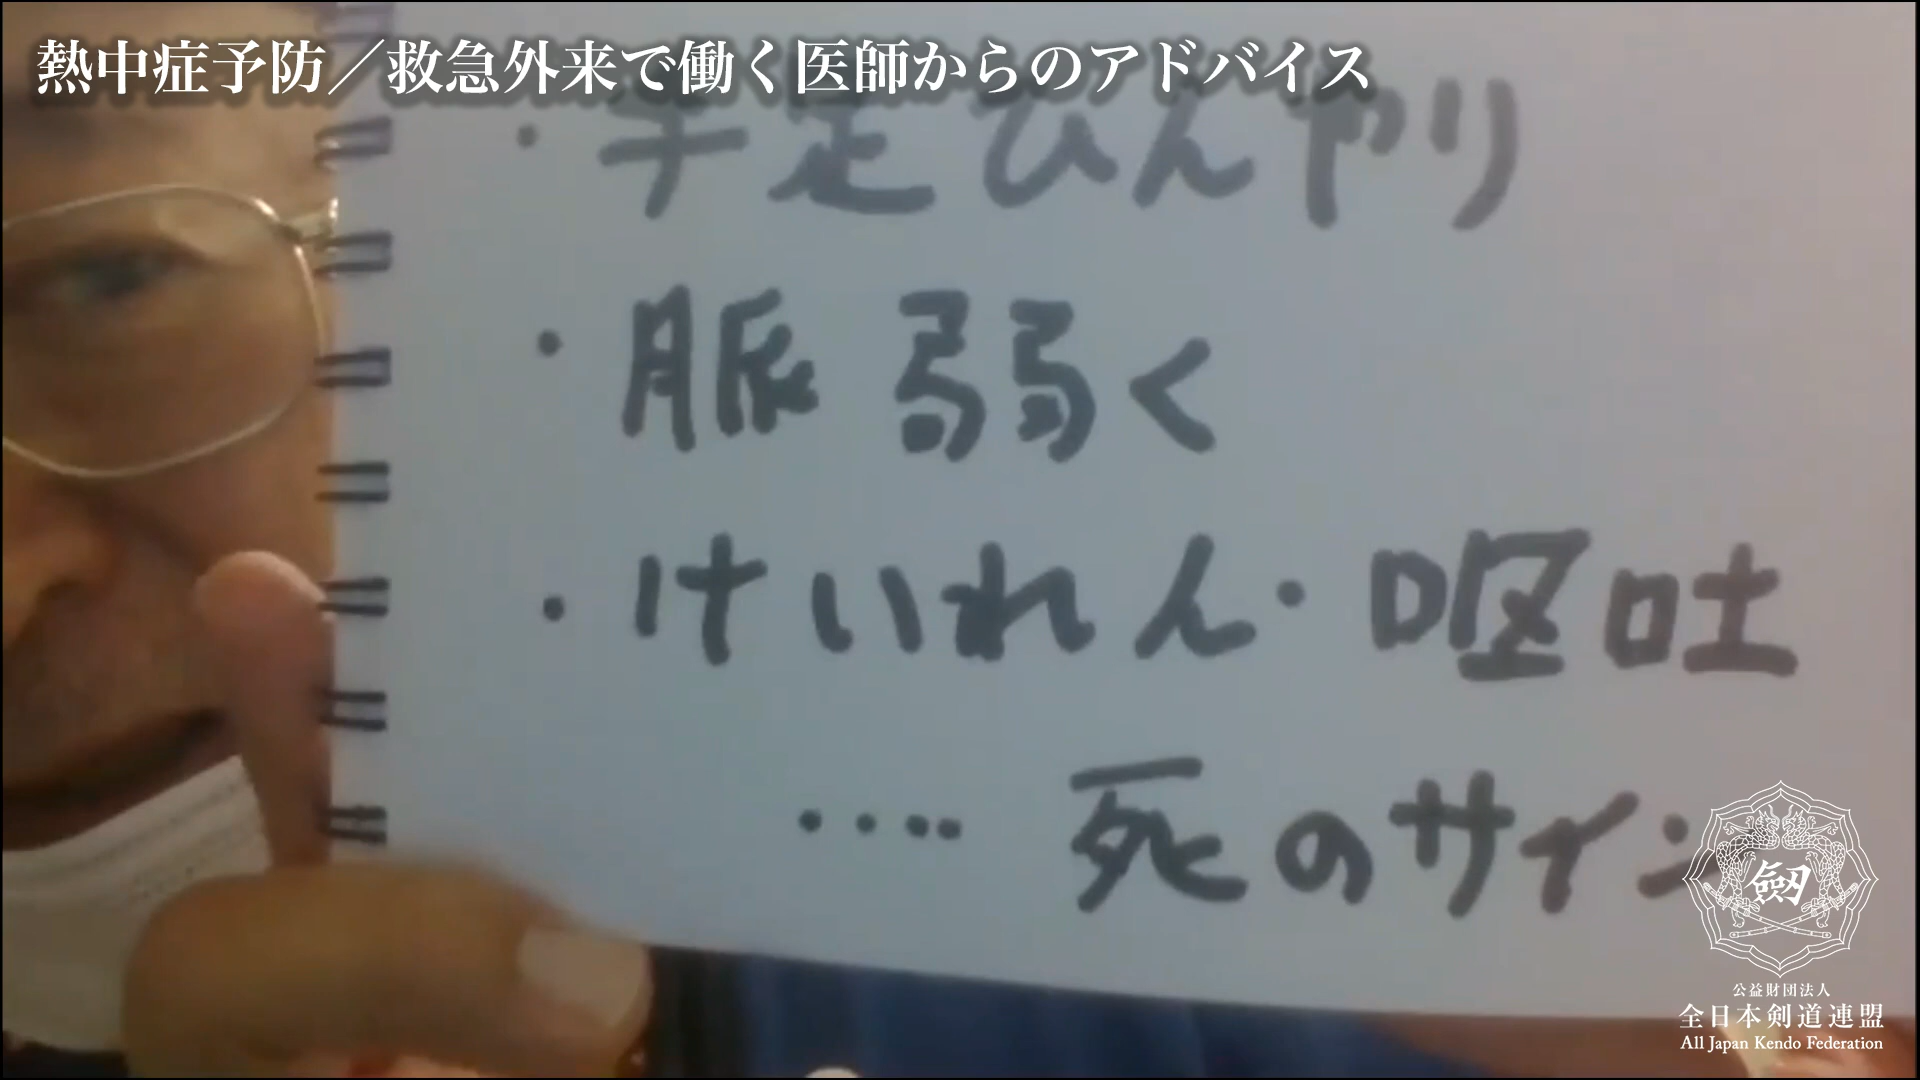 熱中症予防／救急外来で働く医師からのアドバイス
・手足ひんやり
・脈弱く
・けいれん・嘔吐
‥‥死のサイン
劔
公益財団法人
全日本剣道連盟
All Japan Kendo Federation